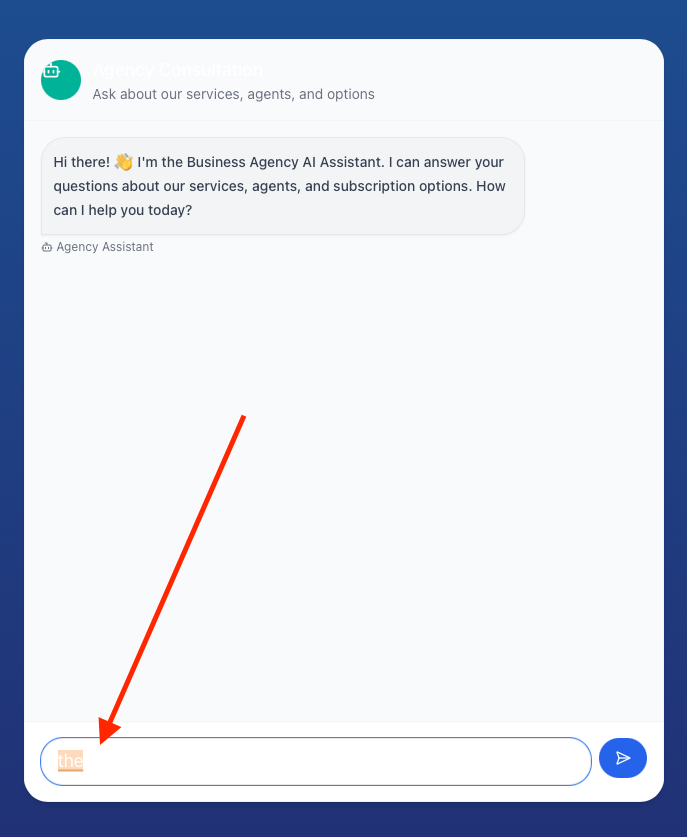 Agency Consultation
Ask about our services, agents, and options
Hi there! 👋 I'm the Business Agency AI Assistant. I can answer your
questions about our services, agents, and subscription options. How
can I help you today?
Agency Assistant
the